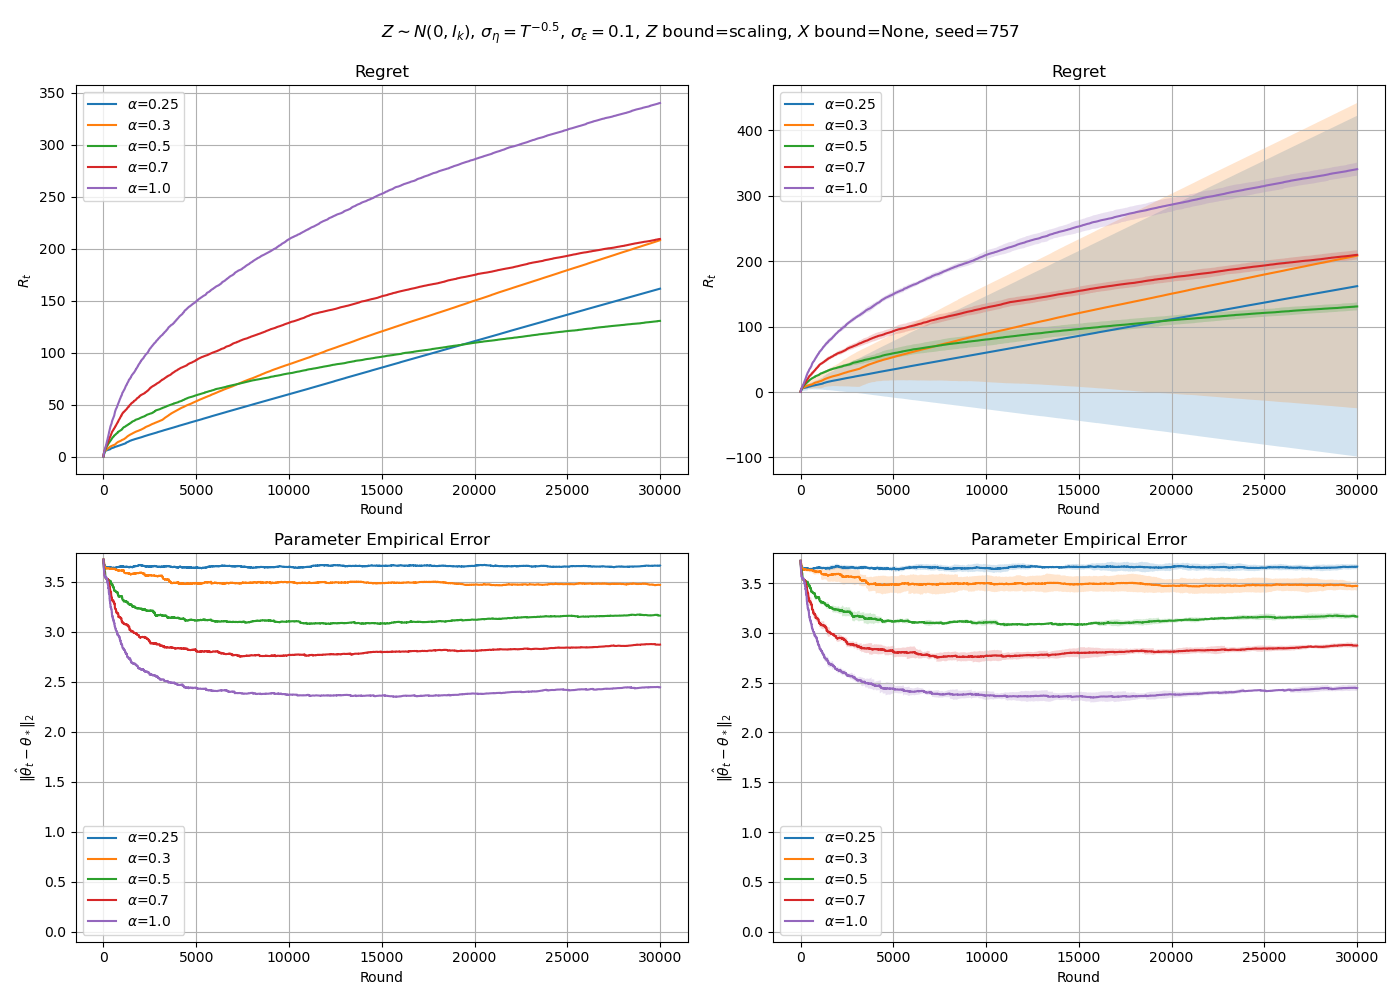 Z ∼ N(0, I_k), σ_η = T^{−0.5}, σ_ε = 0.1, Z bound=scaling, X bound=None, seed=757
Regret
R_t
350
300
250
200
150
100
50
0
α=0.25
α=0.3
α=0.5
α=0.7
α=1.0
0 5000 10000 15000 20000 25000 30000
Round
Regret
R_t
400
300
200
100
0
−100
α=0.25
α=0.3
α=0.5
α=0.7
α=1.0
0 5000 10000 15000 20000 25000 30000
Round
Parameter Empirical Error
‖θ̂_t − θ_*‖_2
3.5
3.0
2.5
2.0
1.5
1.0
0.5
0.0
α=0.25
α=0.3
α=0.5
α=0.7
α=1.0
0 5000 10000 15000 20000 25000 30000
Round
Parameter Empirical Error
‖θ̂_t − θ_*‖_2
3.5
3.0
2.5
2.0
1.5
1.0
0.5
0.0
α=0.25
α=0.3
α=0.5
α=0.7
α=1.0
0 5000 10000 15000 20000 25000 30000
Round